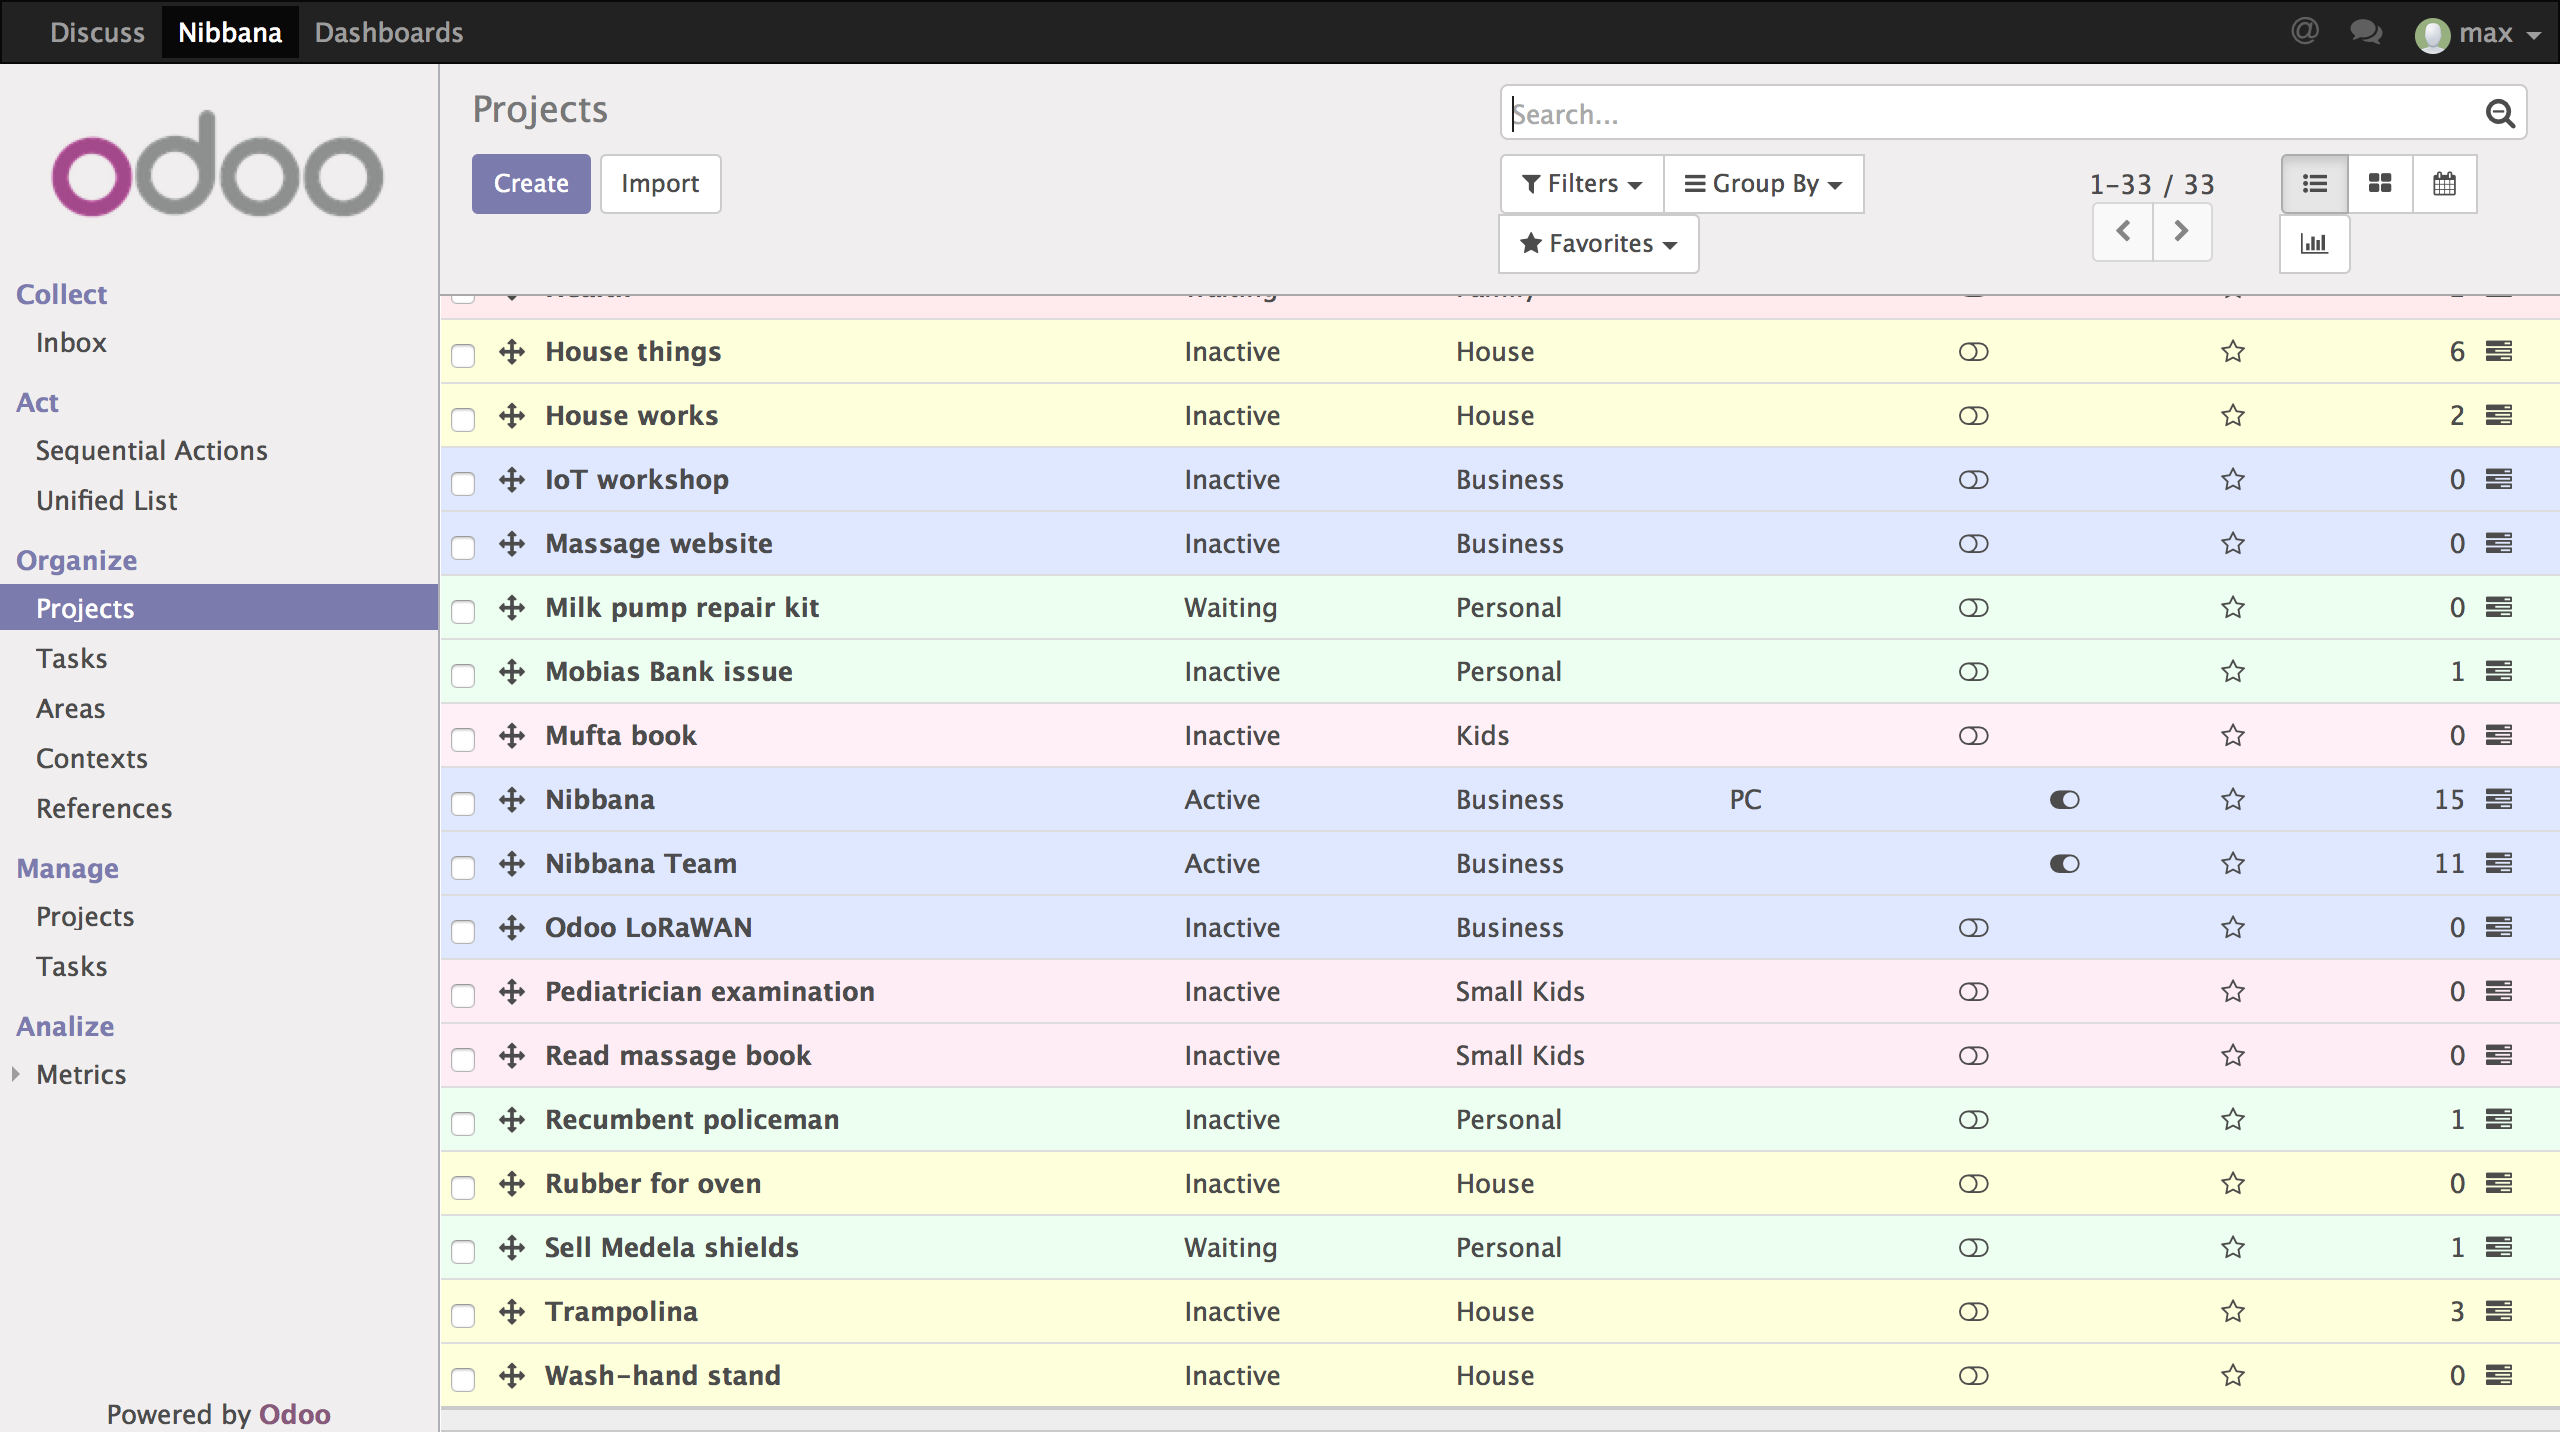 Discuss Nibbana Dashboards @ max
odoo
Projects
Search...
Create Import
Filters Group By 1-33 / 33
Favorites
Collect
Inbox
Act
Sequential Actions
Unified List
Organize
Projects
Tasks
Areas
Contexts
References
Manage
Projects
Tasks
Analize
Metrics
Powered by Odoo
House things Inactive House 6
House works Inactive House 2
IoT workshop Inactive Business 0
Massage website Inactive Business 0
Milk pump repair kit Waiting Personal 0
Mobias Bank issue Inactive Personal 1
Mufta book Inactive Kids 0
Nibbana Active Business PC 15
Nibbana Team Active Business 11
Odoo LoRaWAN Inactive Business 0
Pediatrician examination Inactive Small Kids 0
Read massage book Inactive Small Kids 0
Recumbent policeman Inactive Personal 1
Rubber for oven Inactive House 0
Sell Medela shields Waiting Personal 1
Trampolina Inactive House 3
Wash-hand stand Inactive House 0